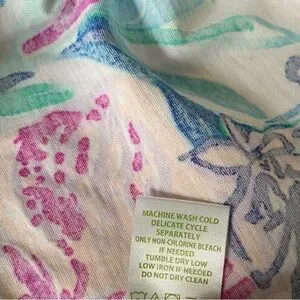 MACHINE WASH COLD
DELICATE CYCLE
SEPARATELY
ONLY NON-CHLORINE BLEACH
IF NEEDED
TUMBLE DRY LOW
LOW IRON IF NEEDED
DO NOT DRY CLEAN